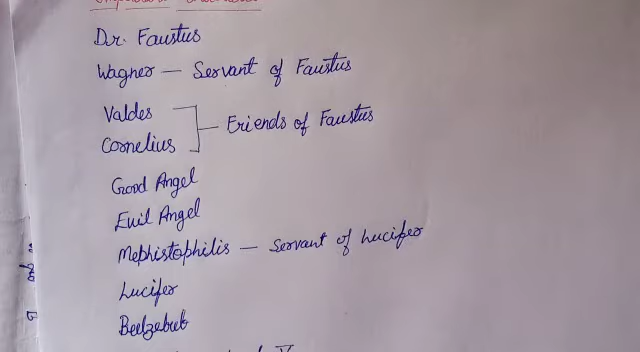 Dr. Faustus
Wagner — Servant of Faustus
Valdes
Cornelius
Friends of Faustus
Good Angel
Evil Angel
Mephistophilis — Servant of Lucifer
Lucifer
Beelzebub